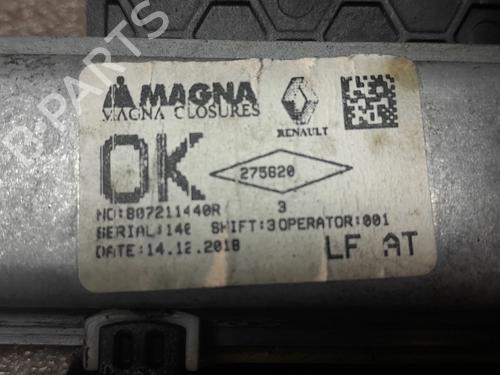 MAGNA
MAGNA CLOSURES
RENAULT
OK
275620
3
NO:807211440R
SERIAL:146 SHIFT:3 OPERATOR:001
DATE:14.12.2018
LF AT
B-PARTS